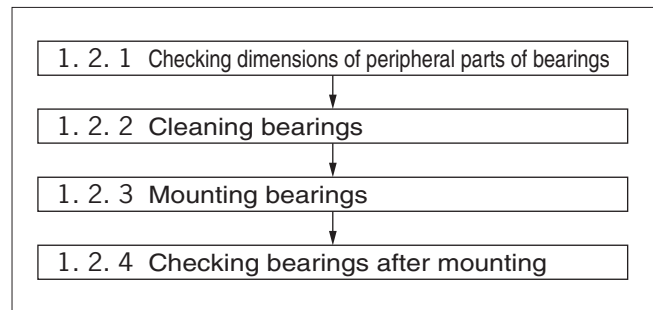 1. 2. 1 Checking dimensions of peripheral parts of bearings
1. 2. 2 Cleaning bearings
1. 2. 3 Mounting bearings
1. 2. 4 Checking bearings after mounting